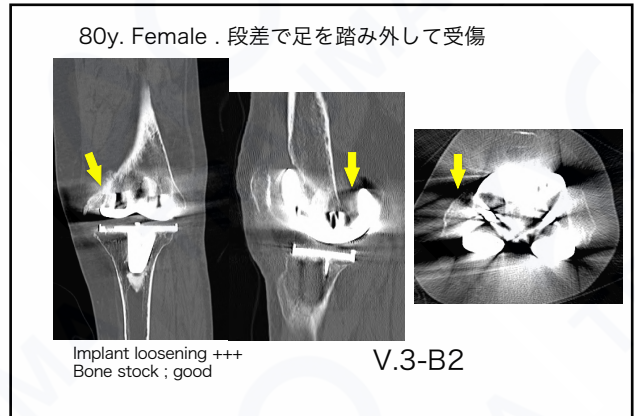 80y. Female . 段差で足を踏み外して受傷
Implant loosening +++
Bone stock ; good
V.3-B2